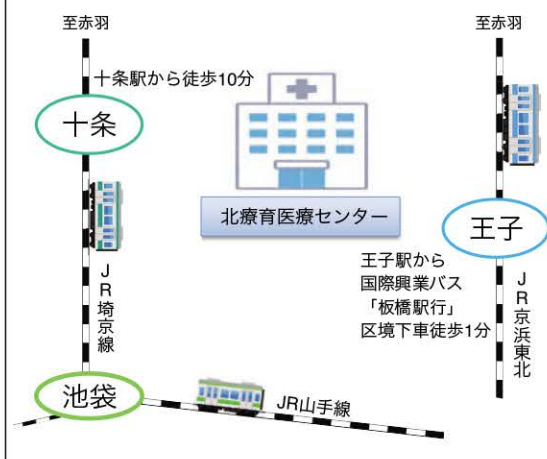 至赤羽
至赤羽
十条駅から徒歩10分
十条
北療育医療センター
王子
王子駅から
国際興業バス
「板橋駅行」
区境下車徒歩1分
JR埼京線
JR京浜東北
池袋
JR山手線